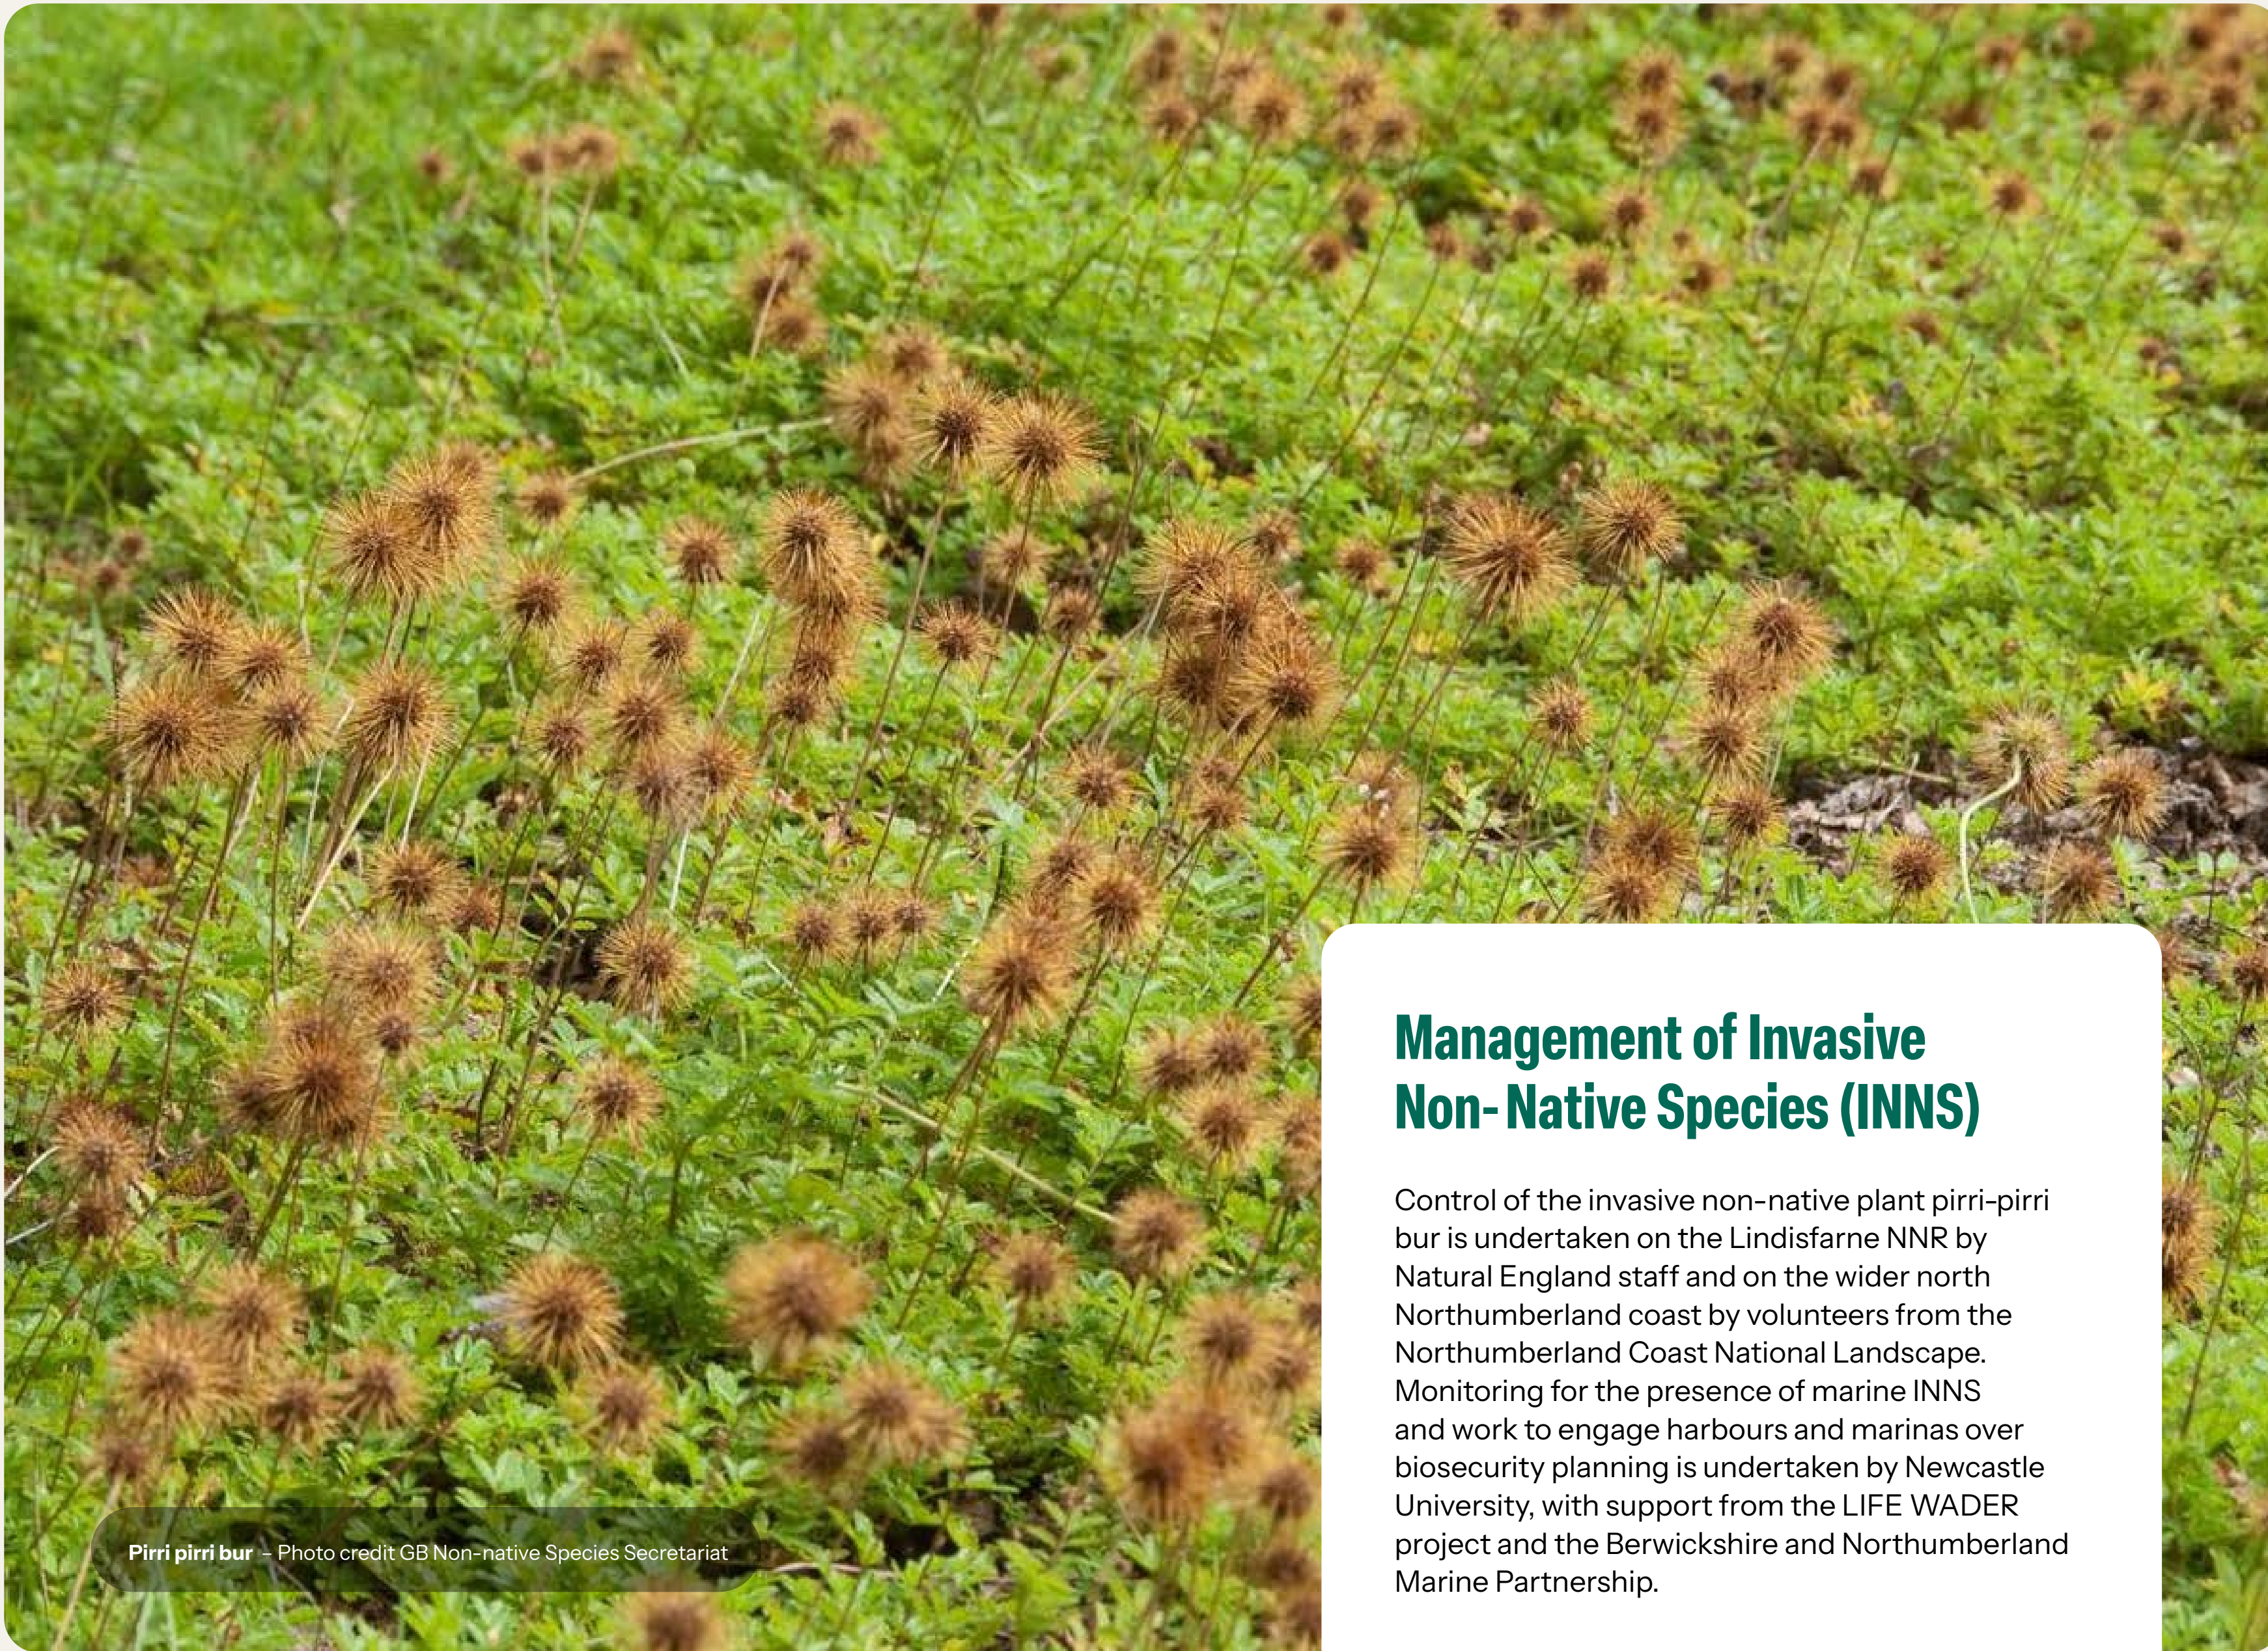 Management of Invasive
Non-Native Species (INNS)
Control of the invasive non-native plant pirri-pirri
bur is undertaken on the Lindisfarne NNR by
Natural England staff and on the wider north
Northumberland coast by volunteers from the
Northumberland Coast National Landscape.
Monitoring for the presence of marine INNS
and work to engage harbours and marinas over
biosecurity planning is undertaken by Newcastle
University, with support from the LIFE WADER
project and the Berwickshire and Northumberland
Marine Partnership.
Pirri pirri bur – Photo credit GB Non-native Species Secretariat